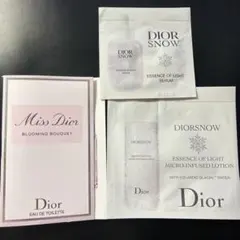 Miss Dior
BLOOMING BOUQUET
Dior
EAU DE TOILETTE
DIOR
SNOW
ESSENCE OF LIGHT
SERUM
DIORSNOW
ESSENCE OF LIGHT
MICRO-INFUSED LOTION
Dior
Dior